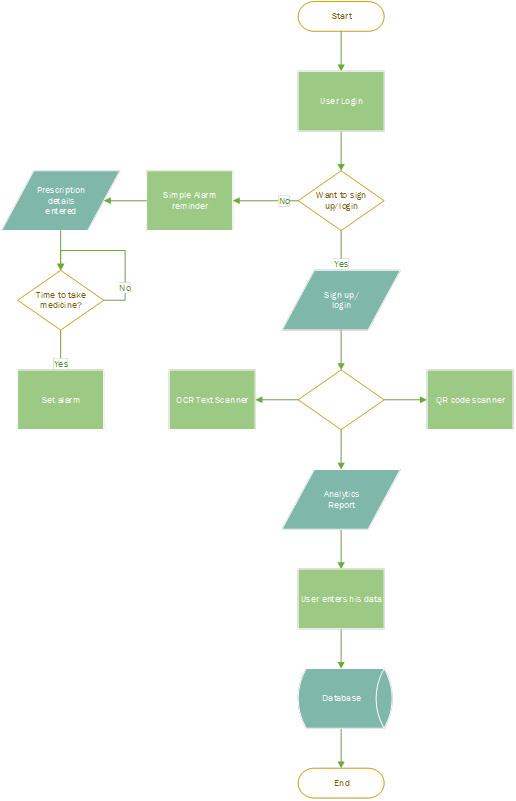 Start
User Login
Want to sign
up/login
No
Simple Alarm
reminder
Prescription
details
entered
Yes
Sign up/
login
Time to take
medicine?
No
Yes
Set alarm
OCR Text Scanner
QR code scanner
Analytics
Report
User enters his data
Database
End